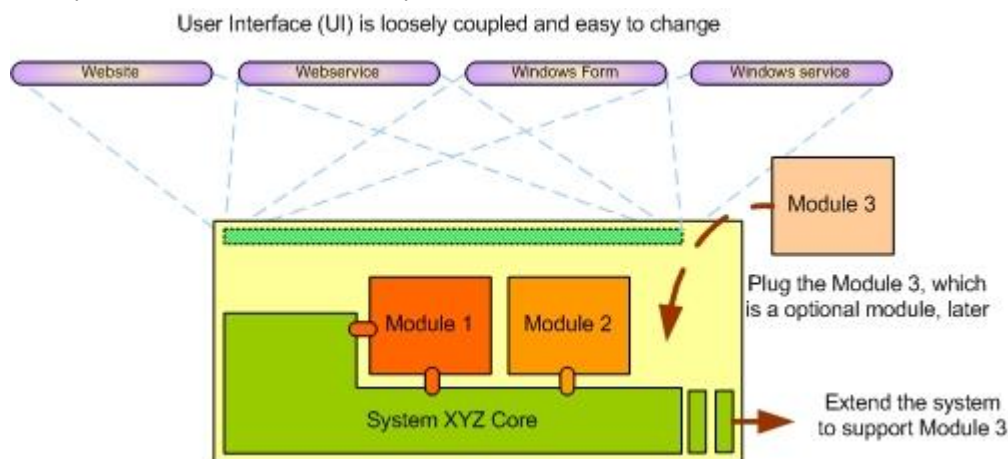 User Interface (UI) is loosely coupled and easy to change
Website
Webservice
Windows Form
Windows service
Module 3
Plug the Module 3, which
is a optional module, later
Module 1
Module 2
System XYZ Core
Extend the system
to support Module 3